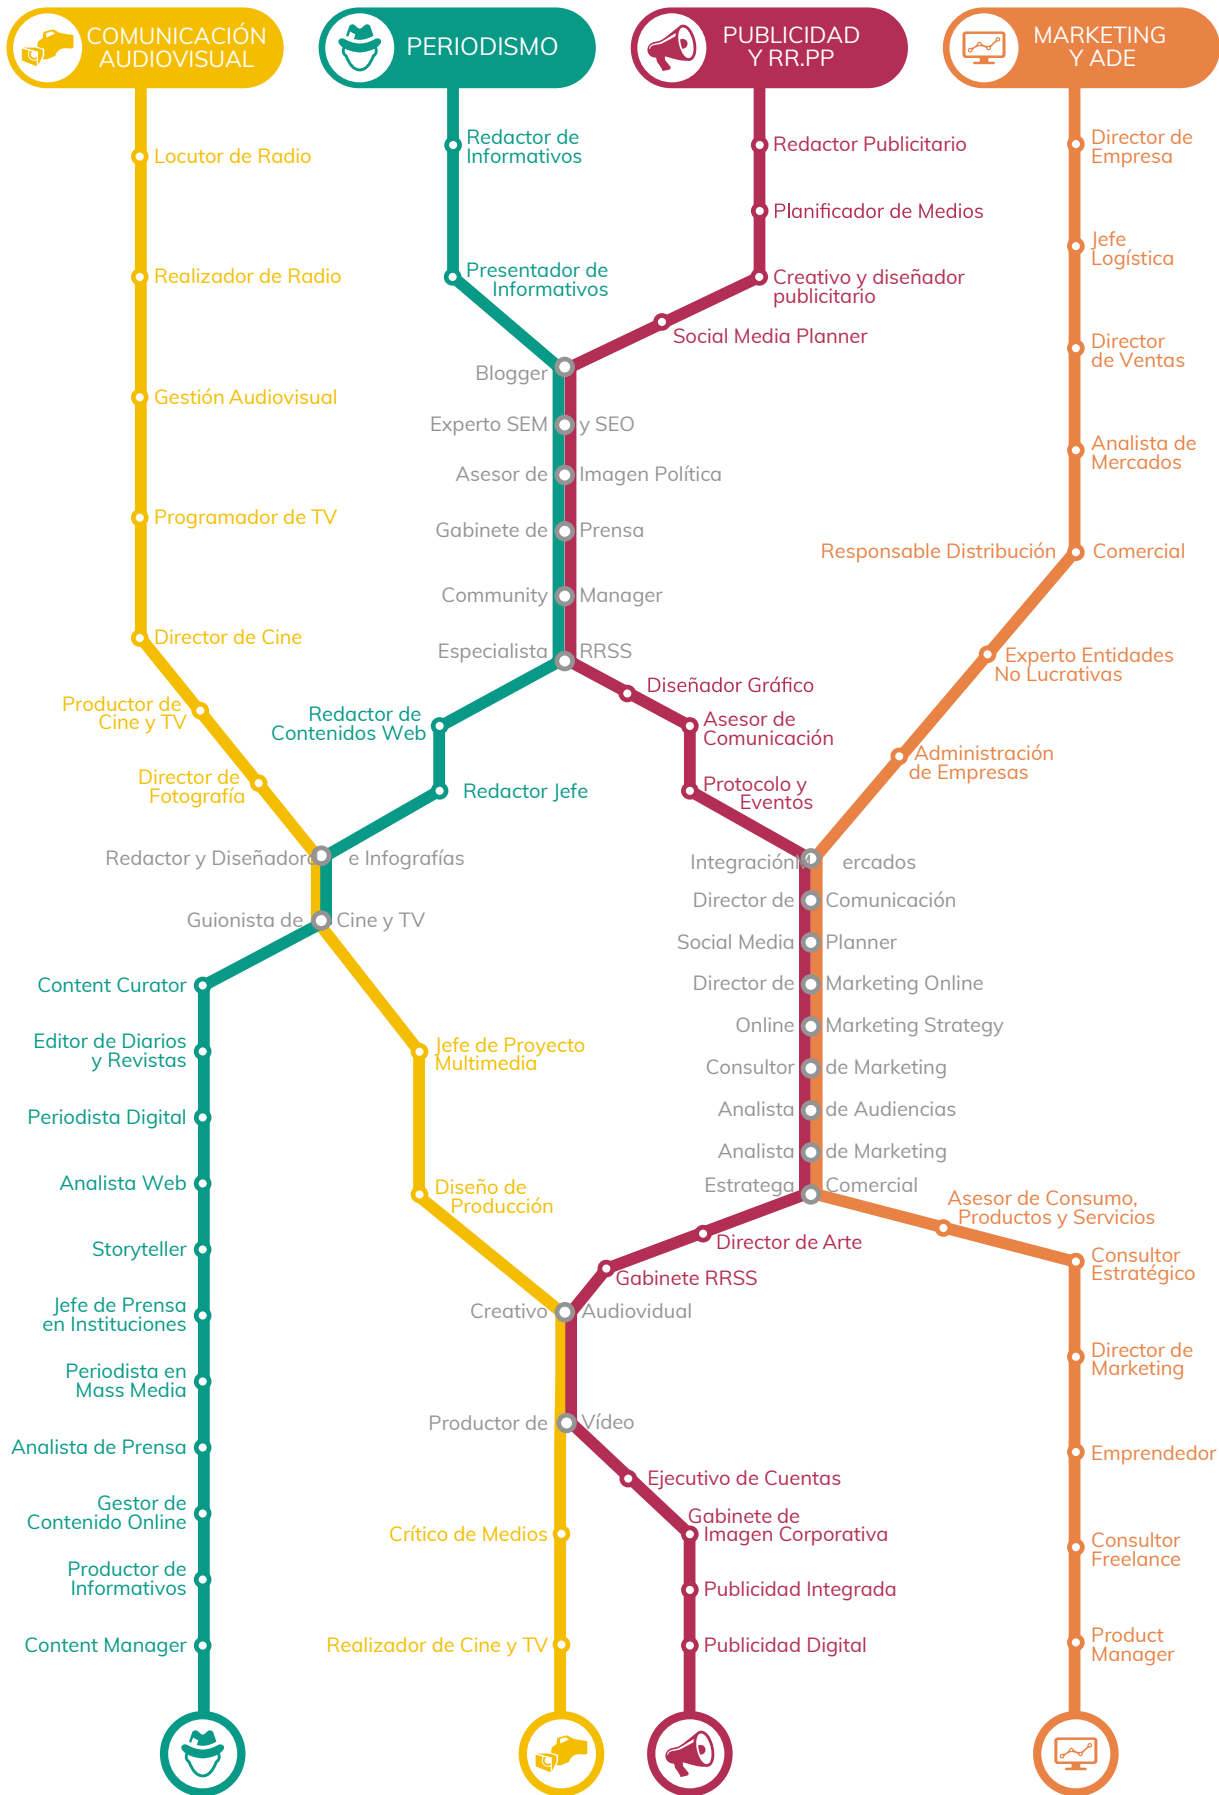 COMUNICACIÓN
AUDIOVISUAL
PERIODISMO
PUBLICIDAD
Y RR.PP
MARKETING
Y ADE
Locutor de Radio
Realizador de Radio
Gestión Audiovisual
Programador de TV
Director de Cine
Productor de
Cine y TV
Director de
Fotografía
Redactor de
Informativos
Presentador de
Informativos
Redactor Publicitario
Planificador de Medios
Creativo y diseñador
publicitario
Social Media Planner
Director de
Empresa
Jefe
Logística
Director
de Ventas
Analista de
Mercados
Responsable Distribución Comercial
Experto Entidades
No Lucrativas
Administración
de Empresas
Blogger
Experto SEM y SEO
Asesor de Imagen Política
Gabinete de Prensa
Community Manager
Especialista RRSS
Redactor de
Contenidos Web
Redactor Jefe
Diseñador Gráfico
Asesor de
Comunicación
Protocolo y
Eventos
Redactor y Diseñador e Infografías
Guionista de Cine y TV
Integración ercados
Director de Comunicación
Social Media Planner
Director de Marketing Online
Online Marketing Strategy
Consultor de Marketing
Analista de Audiencias
Analista de Marketing
Estratega Comercial
Content Curator
Editor de Diarios
y Revistas
Periodista Digital
Analista Web
Storyteller
Jefe de Prensa
en Instituciones
Periodista en
Mass Media
Analista de Prensa
Gestor de
Contenido Online
Productor de
Informativos
Content Manager
Jefe de Proyecto
Multimedia
Diseño de
Producción
Director de Arte
Gabinete RRSS
Creativo Audiovidual
Productor de Vídeo
Crítico de Medios
Realizador de Cine y TV
Ejecutivo de Cuentas
Gabinete de
Imagen Corporativa
Publicidad Integrada
Publicidad Digital
Asesor de Consumo,
Productos y Servicios
Consultor
Estratégico
Director de
Marketing
Emprendedor
Consultor
Freelance
Product
Manager